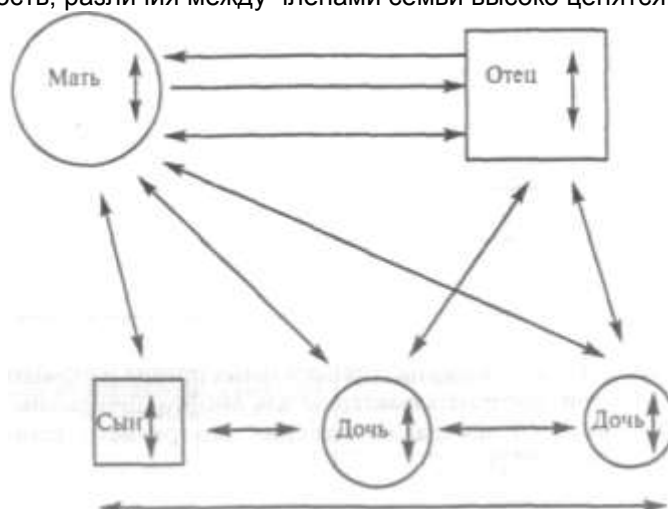 ость, различия между членами семьи высоко ценятся
Мать
Отец
Сын
Дочь
Дочь